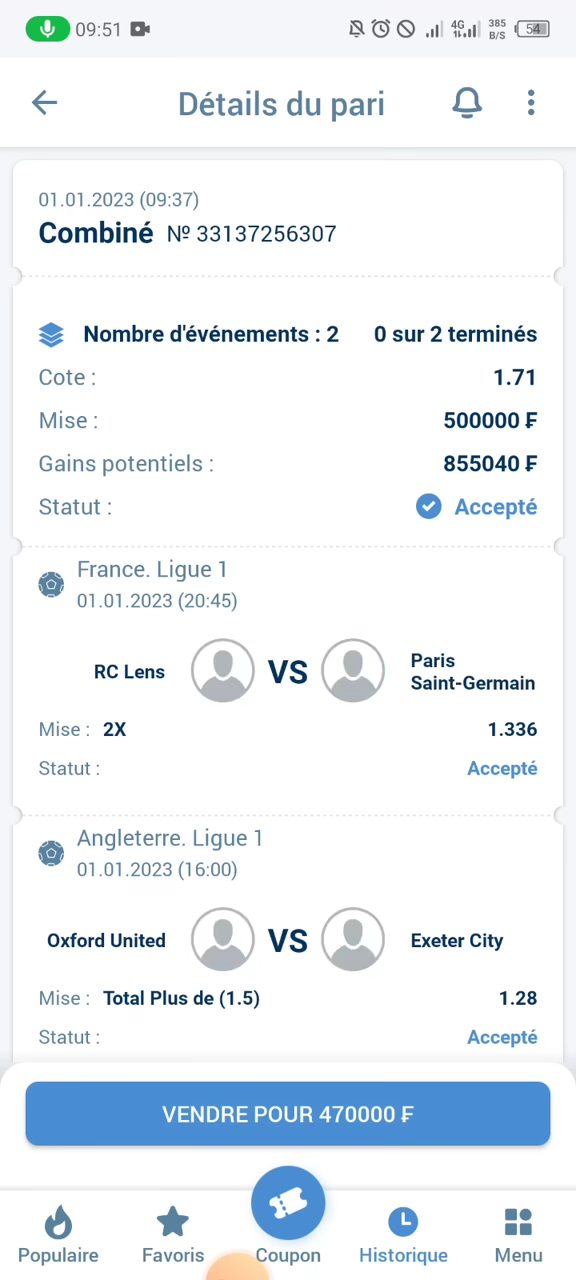 09:51
4G
385
B/S
54
Détails du pari
01.01.2023 (09:37)
Combiné № 33137256307
Nombre d'événements : 2 0 sur 2 terminés
Cote : 1.71
Mise : 500000 ₣
Gains potentiels : 855040 ₣
Statut : Accepté
France. Ligue 1
01.01.2023 (20:45)
RC Lens VS Paris
Saint-Germain
Mise : 2X 1.336
Statut : Accepté
Angleterre. Ligue 1
01.01.2023 (16:00)
Oxford United VS Exeter City
Mise : Total Plus de (1.5) 1.28
Statut : Accepté
VENDRE POUR 470000 ₣
Populaire Favoris Coupon Historique Menu